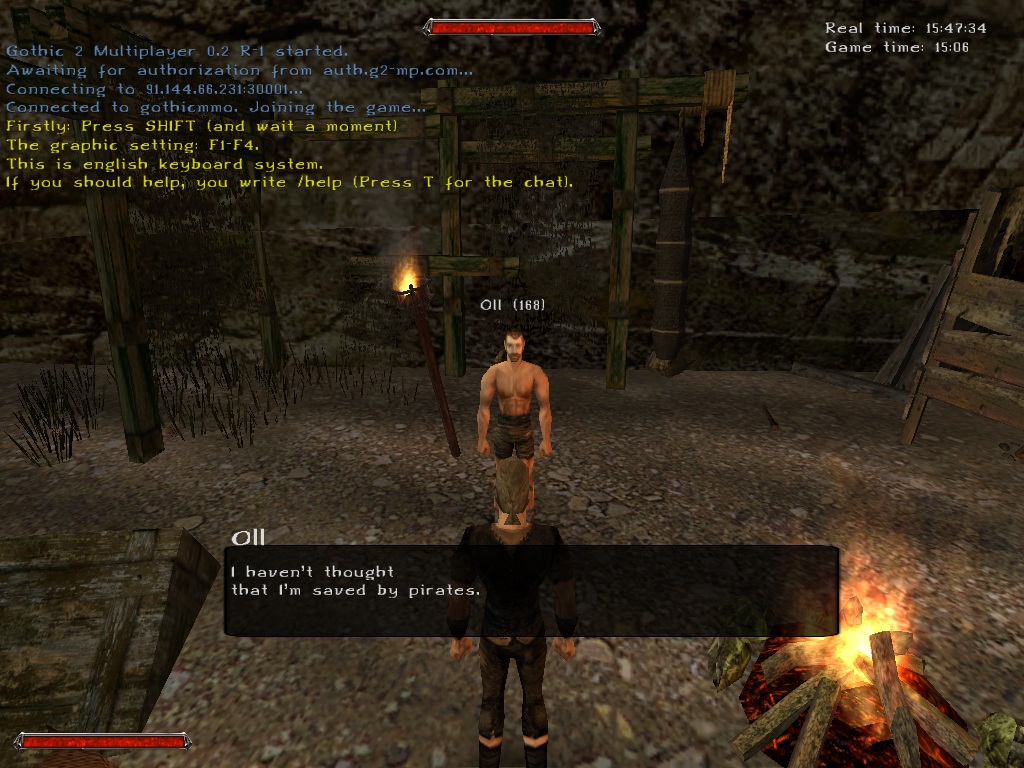 Real time: 15:47:34
Game time: 15:06
Gothic 2 Multiplayer 0.2 R-1 started.
Awaiting for authorization from auth.g2-mp.com...
Connecting to 91.144.66.231:30001...
Connected to gothicmmo. Joining the game...
Firstly: Press SHIFT (and wait a moment)
The graphic setting: F1-F4.
This is english keyboard system.
If you should help, you write /help (Press T for the chat).
Oll (168)
Oll
I haven't thought
that I'm saved by pirates.